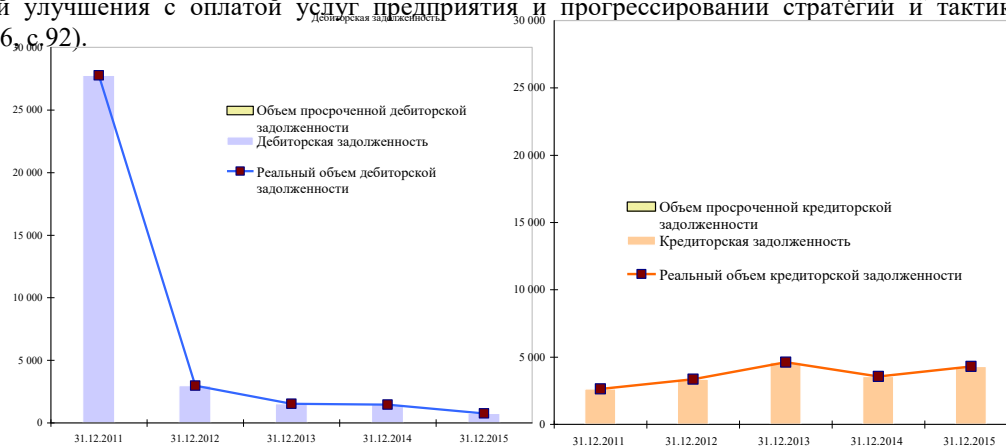 й улучшения с оплатой услуг предприятия и прогрессировании стратегии и тактик
6, с.92).
Дебиторская задолженность
30 000
25 000
20 000
15 000
10 000
5 000
0
31.12.2011 31.12.2012 31.12.2013 31.12.2014 31.12.2015
Объем просроченной дебиторской
задолженности
Дебиторская задолженность
Реальный объем дебиторской
задолженности
30 000
25 000
20 000
15 000
10 000
5 000
0
31.12.2011 31.12.2012 31.12.2013 31.12.2014 31.12.2015
Объем просроченной кредиторской
задолженности
Кредиторская задолженность
Реальный объем кредиторской задолженности